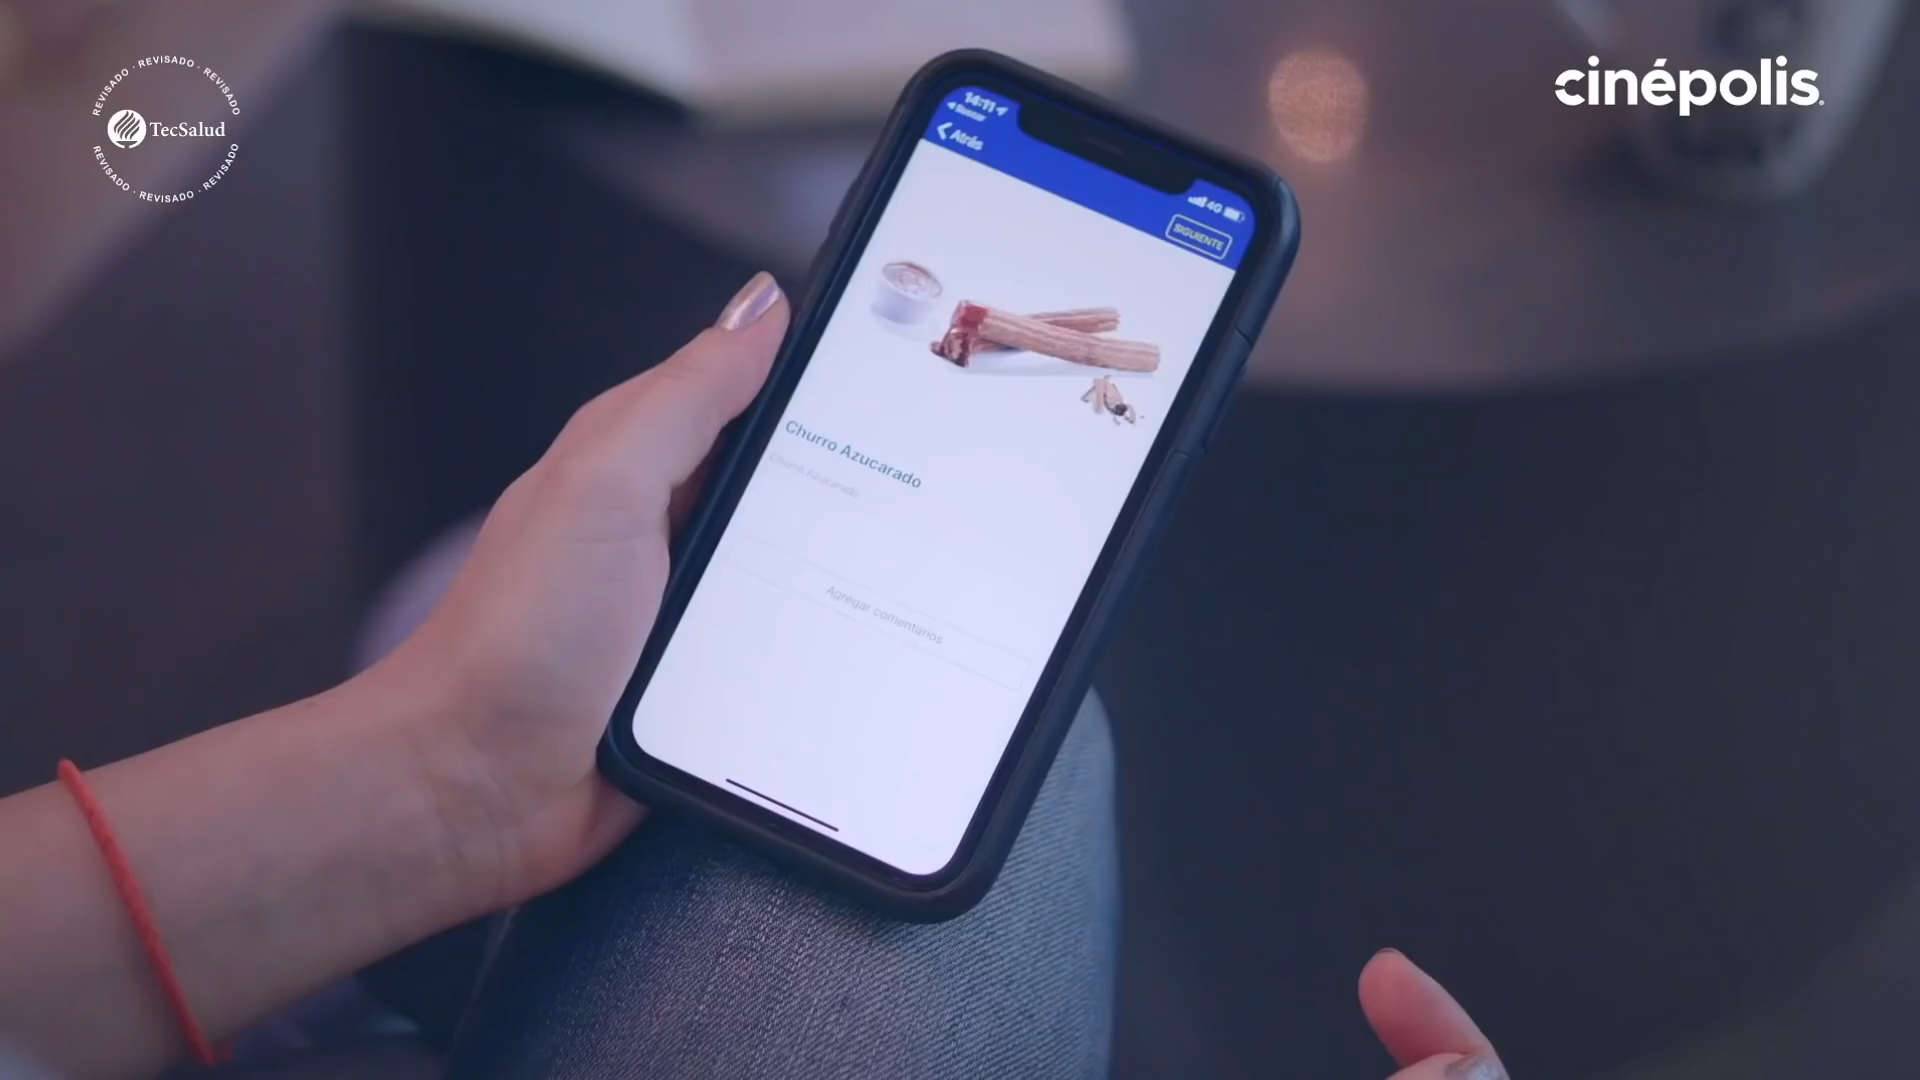 REVISADO · REVISADO · REVISADO
TecSalud
REVISADO · REVISADO · REVISADO
cinépolis.
14:11
Buscar
Atrás
4G
SIGUIENTE
Churro Azucarado
Churro Azucarado
Agregar comentarios